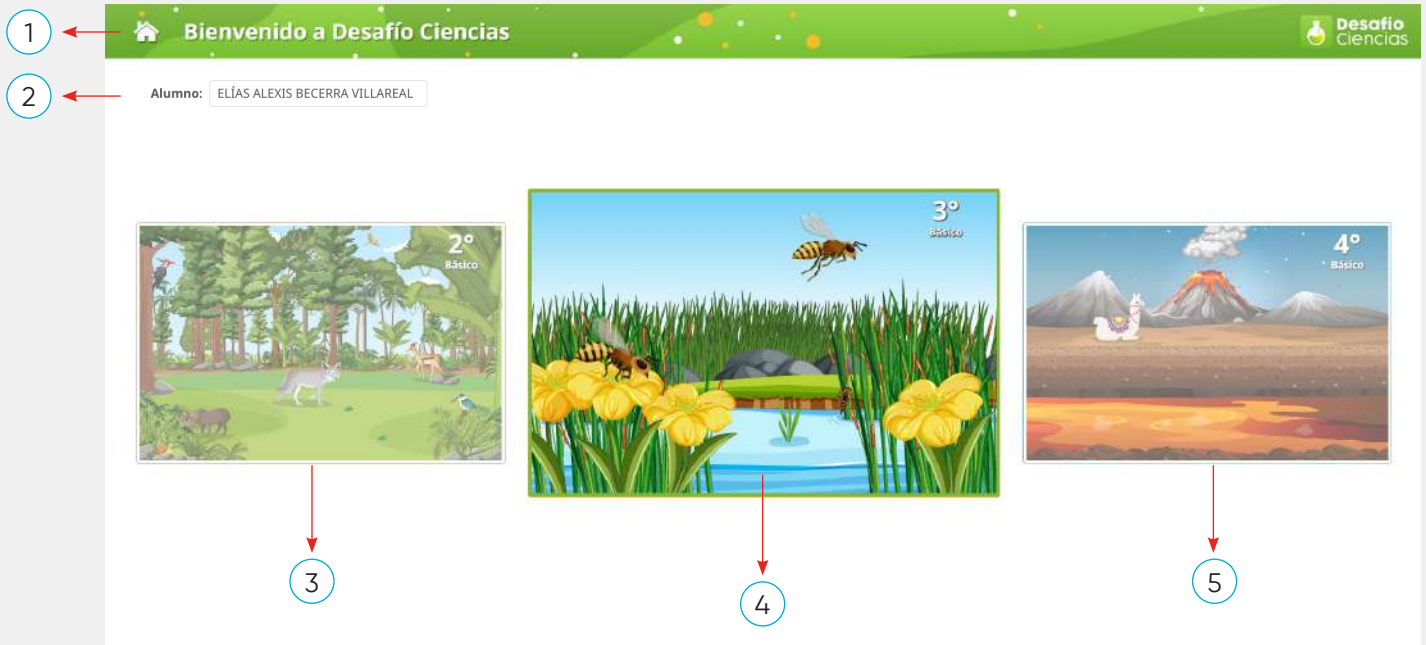 1
Bienvenido a Desafío Ciencias
Desafío
Ciencias
2
Alumno: ELÍAS ALEXIS BECERRA VILLAREAL
2°
Básico
3°
Básico
4°
Básico
3
4
5